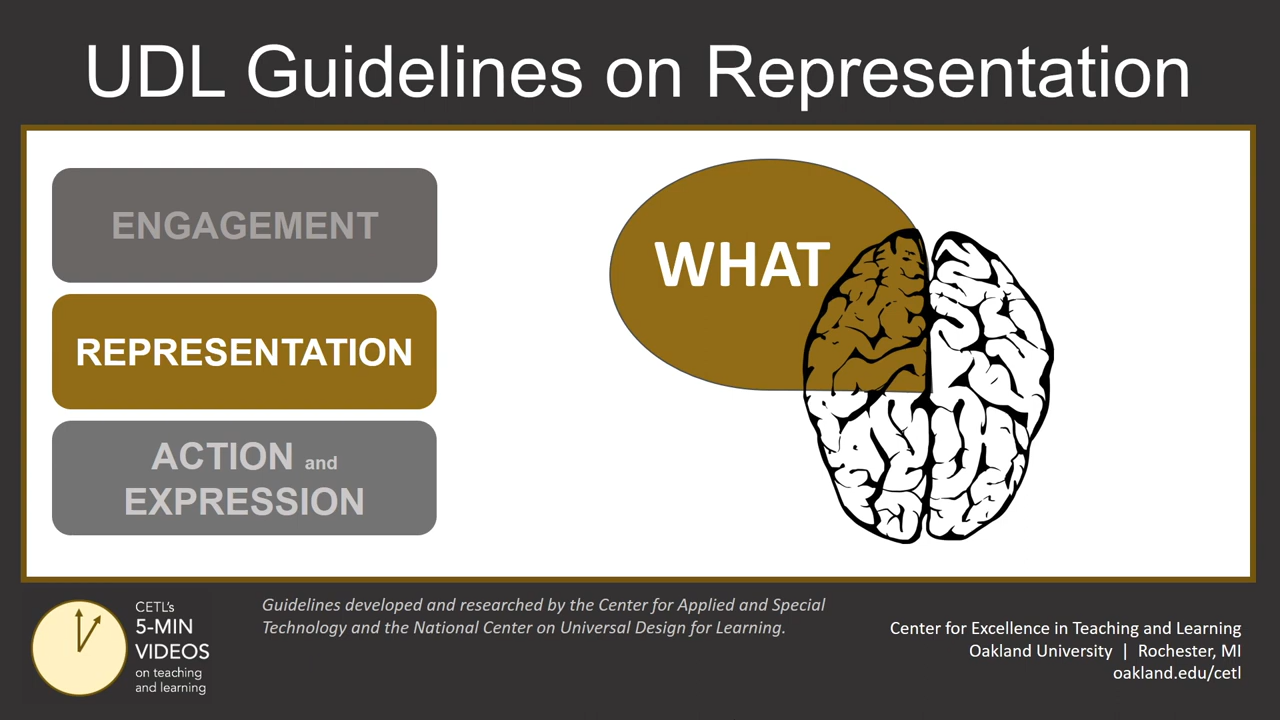 UDL Guidelines on Representation
ENGAGEMENT
REPRESENTATION
ACTION and
EXPRESSION
WHAT
CETL's
5-MIN
VIDEOS
on teaching
and learning
Guidelines developed and researched by the Center for Applied and Special
Technology and the National Center on Universal Design for Learning.
Center for Excellence in Teaching and Learning
Oakland University | Rochester, MI
oakland.edu/cetl